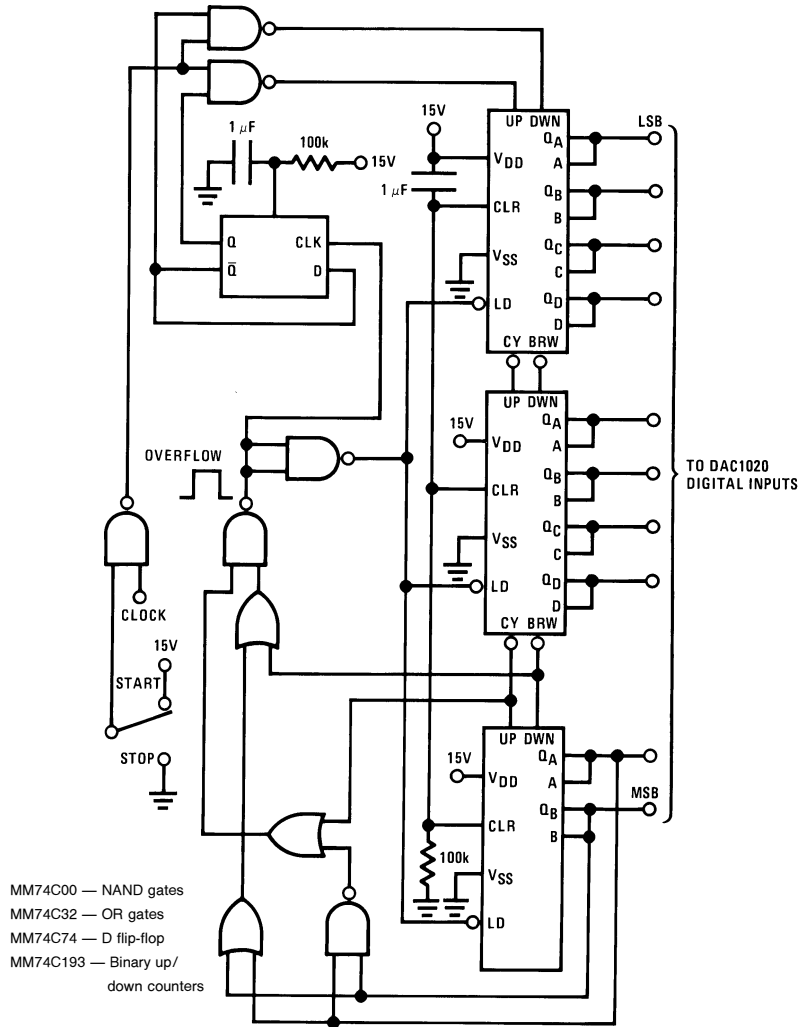 UP DWN
LSB
15V
1 μF
100k
15V
VDD
1 μF
CLR
VSS
LD
QA
A
QB
B
QC
C
QD
D
CY BRW
Q
CLK
Q̅
D
UP DWN
15V
VDD
CLR
VSS
LD
QA
A
QB
B
QC
C
QD
D
CY BRW
TO DAC1020
DIGITAL INPUTS
OVERFLOW
CLOCK
15V
START
STOP
UP DWN
15V
VDD
CLR
100k
VSS
LD
QA
A
MSB
QB
B
MM74C00 — NAND gates
MM74C32 — OR gates
MM74C74 — D flip-flop
MM74C193 — Binary up/
down counters